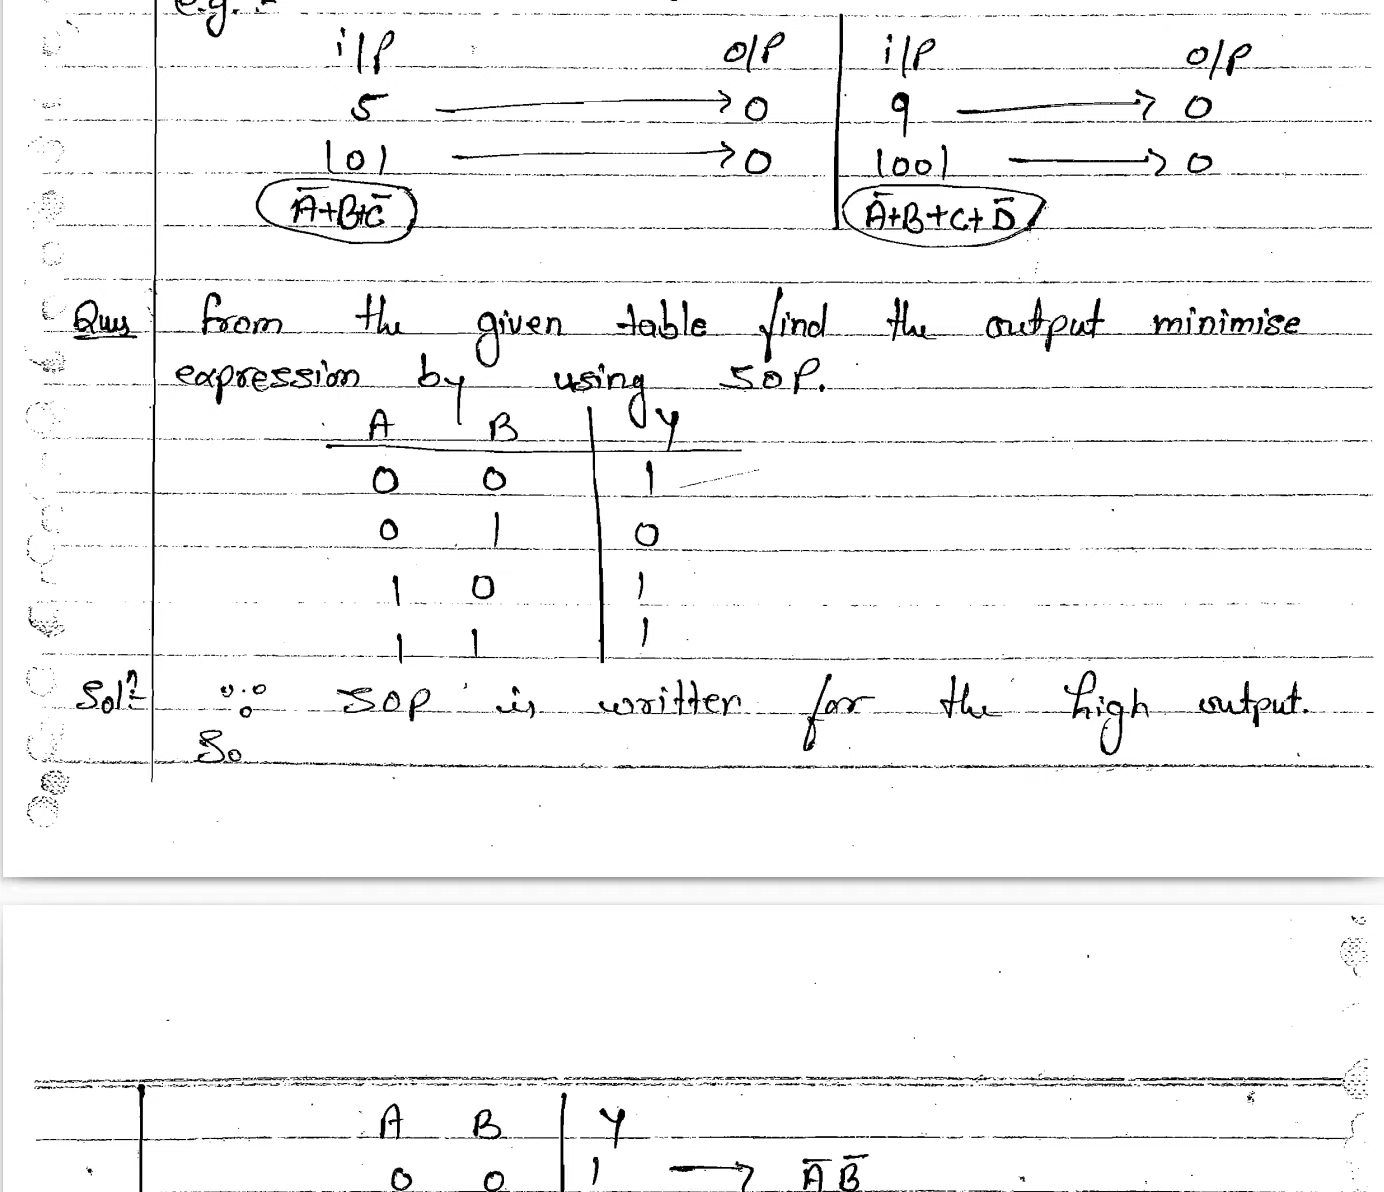 e.g. :-
i/p o/p i/p o/p
5 → 0 9 → 0
101 → 0 1001 → 0
A̅+B+C̅ A̅+B+C+D̅
Ques from the given table find the output minimise
expression by using SOP.
A B Y
0 0 1
0 1 0
1 0 1
1 1 1
Solⁿ ∵ SOP is written for the high output.
So
A B Y
0 0 1 → A̅ B̅